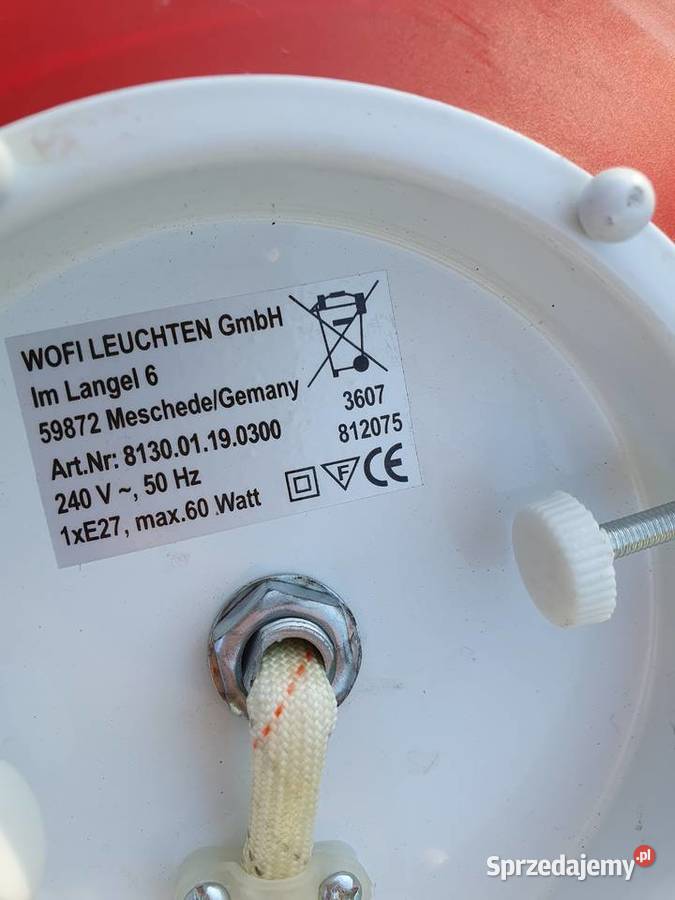 WOFI LEUCHTEN GmbH
Im Langel 6
59872 Meschede/Gemany
Art.Nr: 8130.01.19.0300
240 V ~, 50 Hz
1xE27, max.60 Watt
3607
812075
F CE
Sprzedajemy.pl